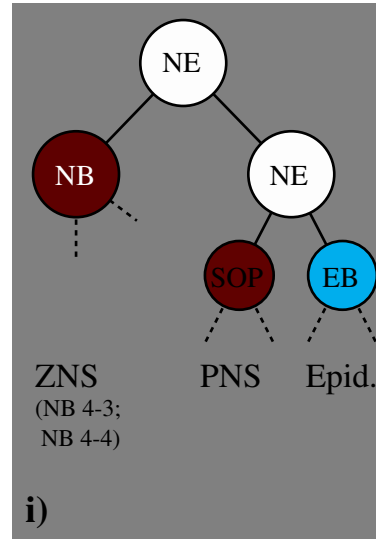 NE
NB
NE
SOP
EB
ZNS
PNS
Epid.
(NB 4-3;
NB 4-4)
i)